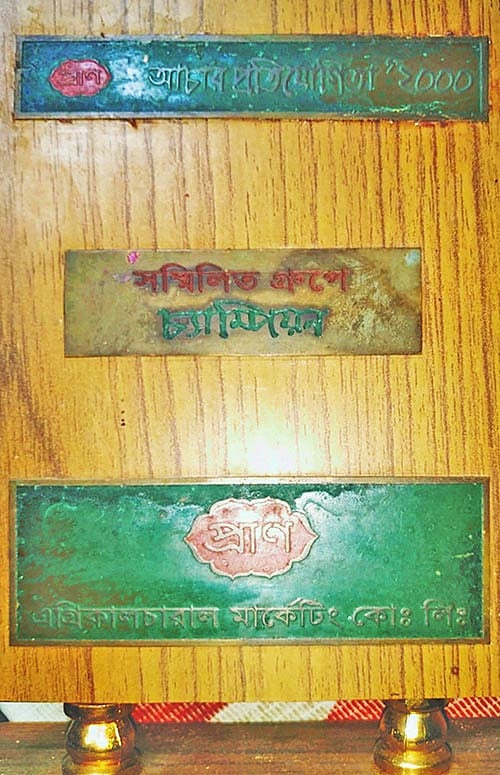 প্রাণ আচার প্রতিযোগিতা '২০০০
সম্মিলিত গ্রুপে
চ্যাম্পিয়ন
প্রাণ
এগ্রিকালচারাল মার্কেটিং কোঃ লিঃ